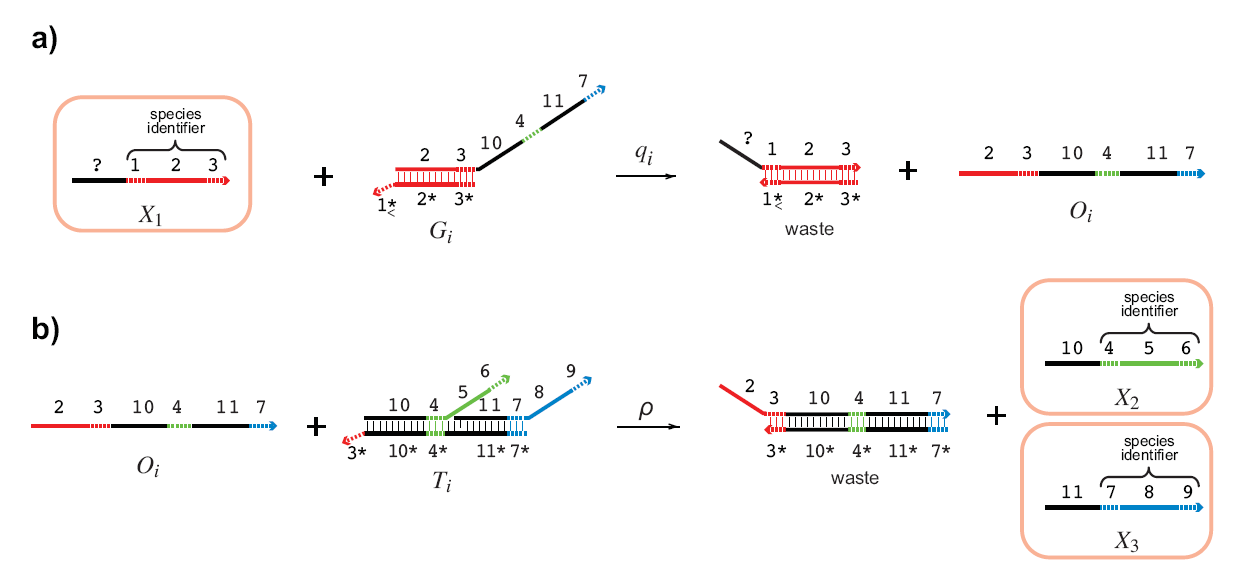 a)
species
identifier
? 1 2 3
X1
+
2 3 10 4 11 7
1*
<
2* 3*
Gi
qi
? 1 2 3
1*
<
2* 3*
waste
+
2 3 10 4 11 7
Oi
b)
2 3 10 4 11 7
Oi
+
10 4 5 6 11 7 8 9
3* 10* 4* 11* 7*
Ti
ρ
2 3 10 4 11 7
3* 10* 4* 11* 7*
waste
+
species
identifier
10 4 5 6
X2
species
identifier
11 7 8 9
X3